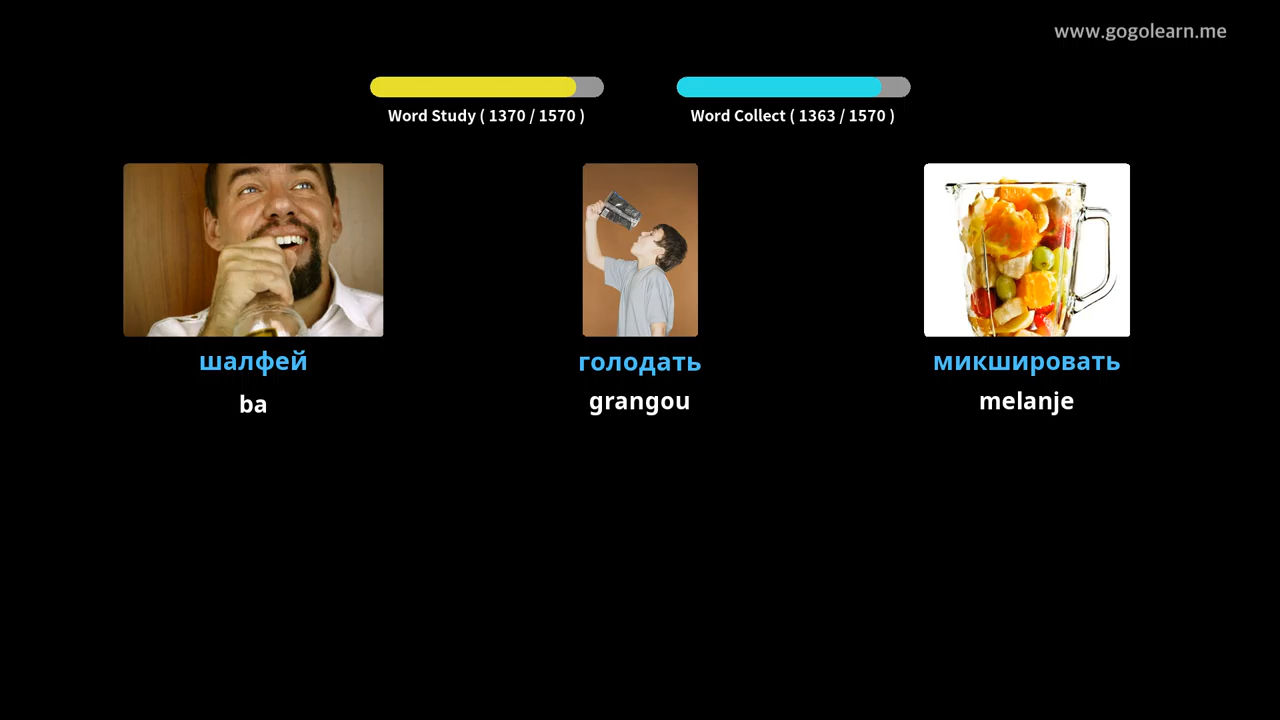 www.gogolearn.me
Word Study ( 1370 / 1570 )
Word Collect ( 1363 / 1570 )
шалфей
голодать
микшировать
ba
grangou
melanje